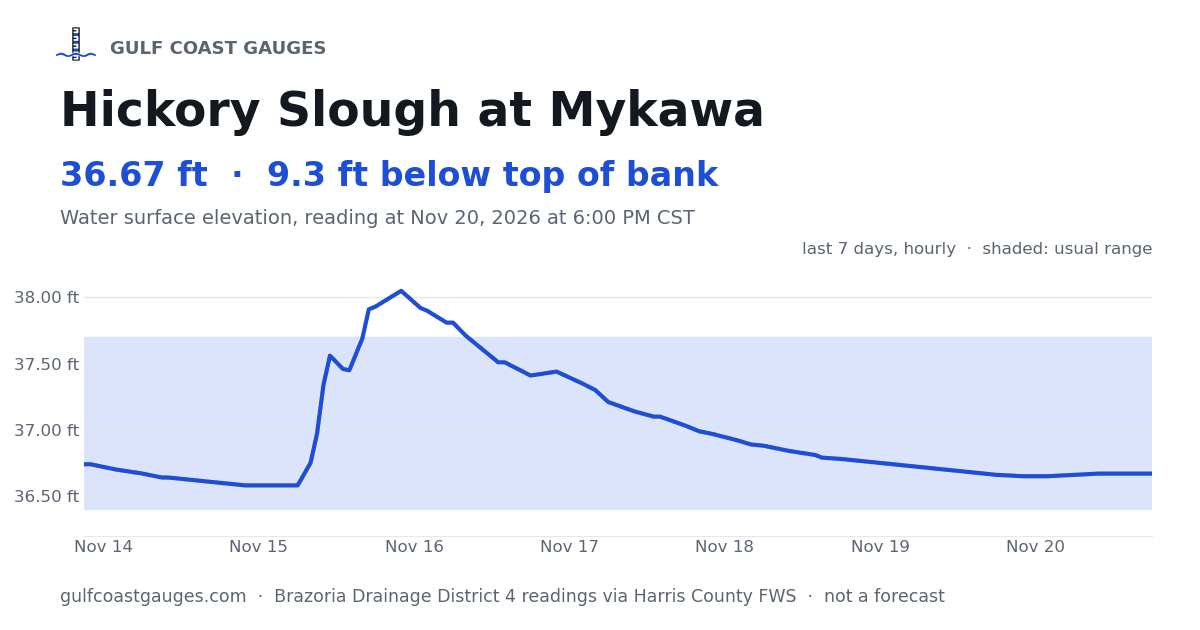 GULF COAST GAUGES
Hickory Slough at Mykawa
36.67 ft · 9.3 ft below top of bank
Water surface elevation, reading at Nov 20, 2026 at 6:00 PM CST
last 7 days, hourly · shaded: usual range
38.00 ft
37.50 ft
37.00 ft
36.50 ft
Nov 14 Nov 15 Nov 16 Nov 17 Nov 18 Nov 19 Nov 20
gulfcoastgauges.com · Brazoria Drainage District 4 readings via Harris County FWS · not a forecast